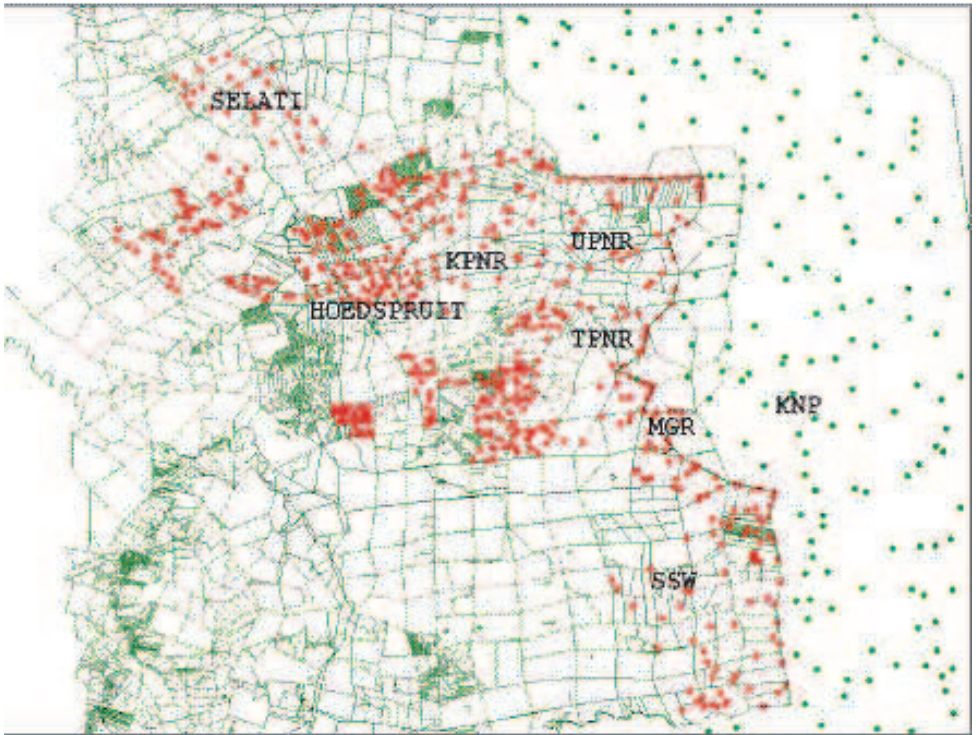 SELATI
UPNR
KPNR
HOEDSPRUIT
TPNR
KNP
MGR
SSW